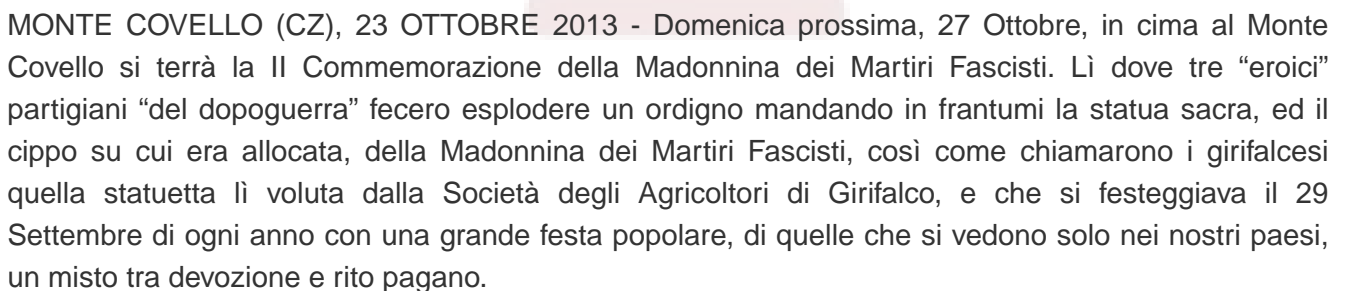 MONTE COVELLO (CZ), 23 OTTOBRE 2013 - Domenica prossima, 27 Ottobre, in cima al Monte
Covello si terrà la II Commemorazione della Madonnina dei Martiri Fascisti. Lì dove tre “eroici”
partigiani “del dopoguerra” fecero esplodere un ordigno mandando in frantumi la statua sacra, ed il
cippo su cui era allocata, della Madonnina dei Martiri Fascisti, così come chiamarono i girifalcesi
quella statuetta lì voluta dalla Società degli Agricoltori di Girifalco, e che si festeggiava il 29
Settembre di ogni anno con una grande festa popolare, di quelle che si vedono solo nei nostri paesi,
un misto tra devozione e rito pagano.